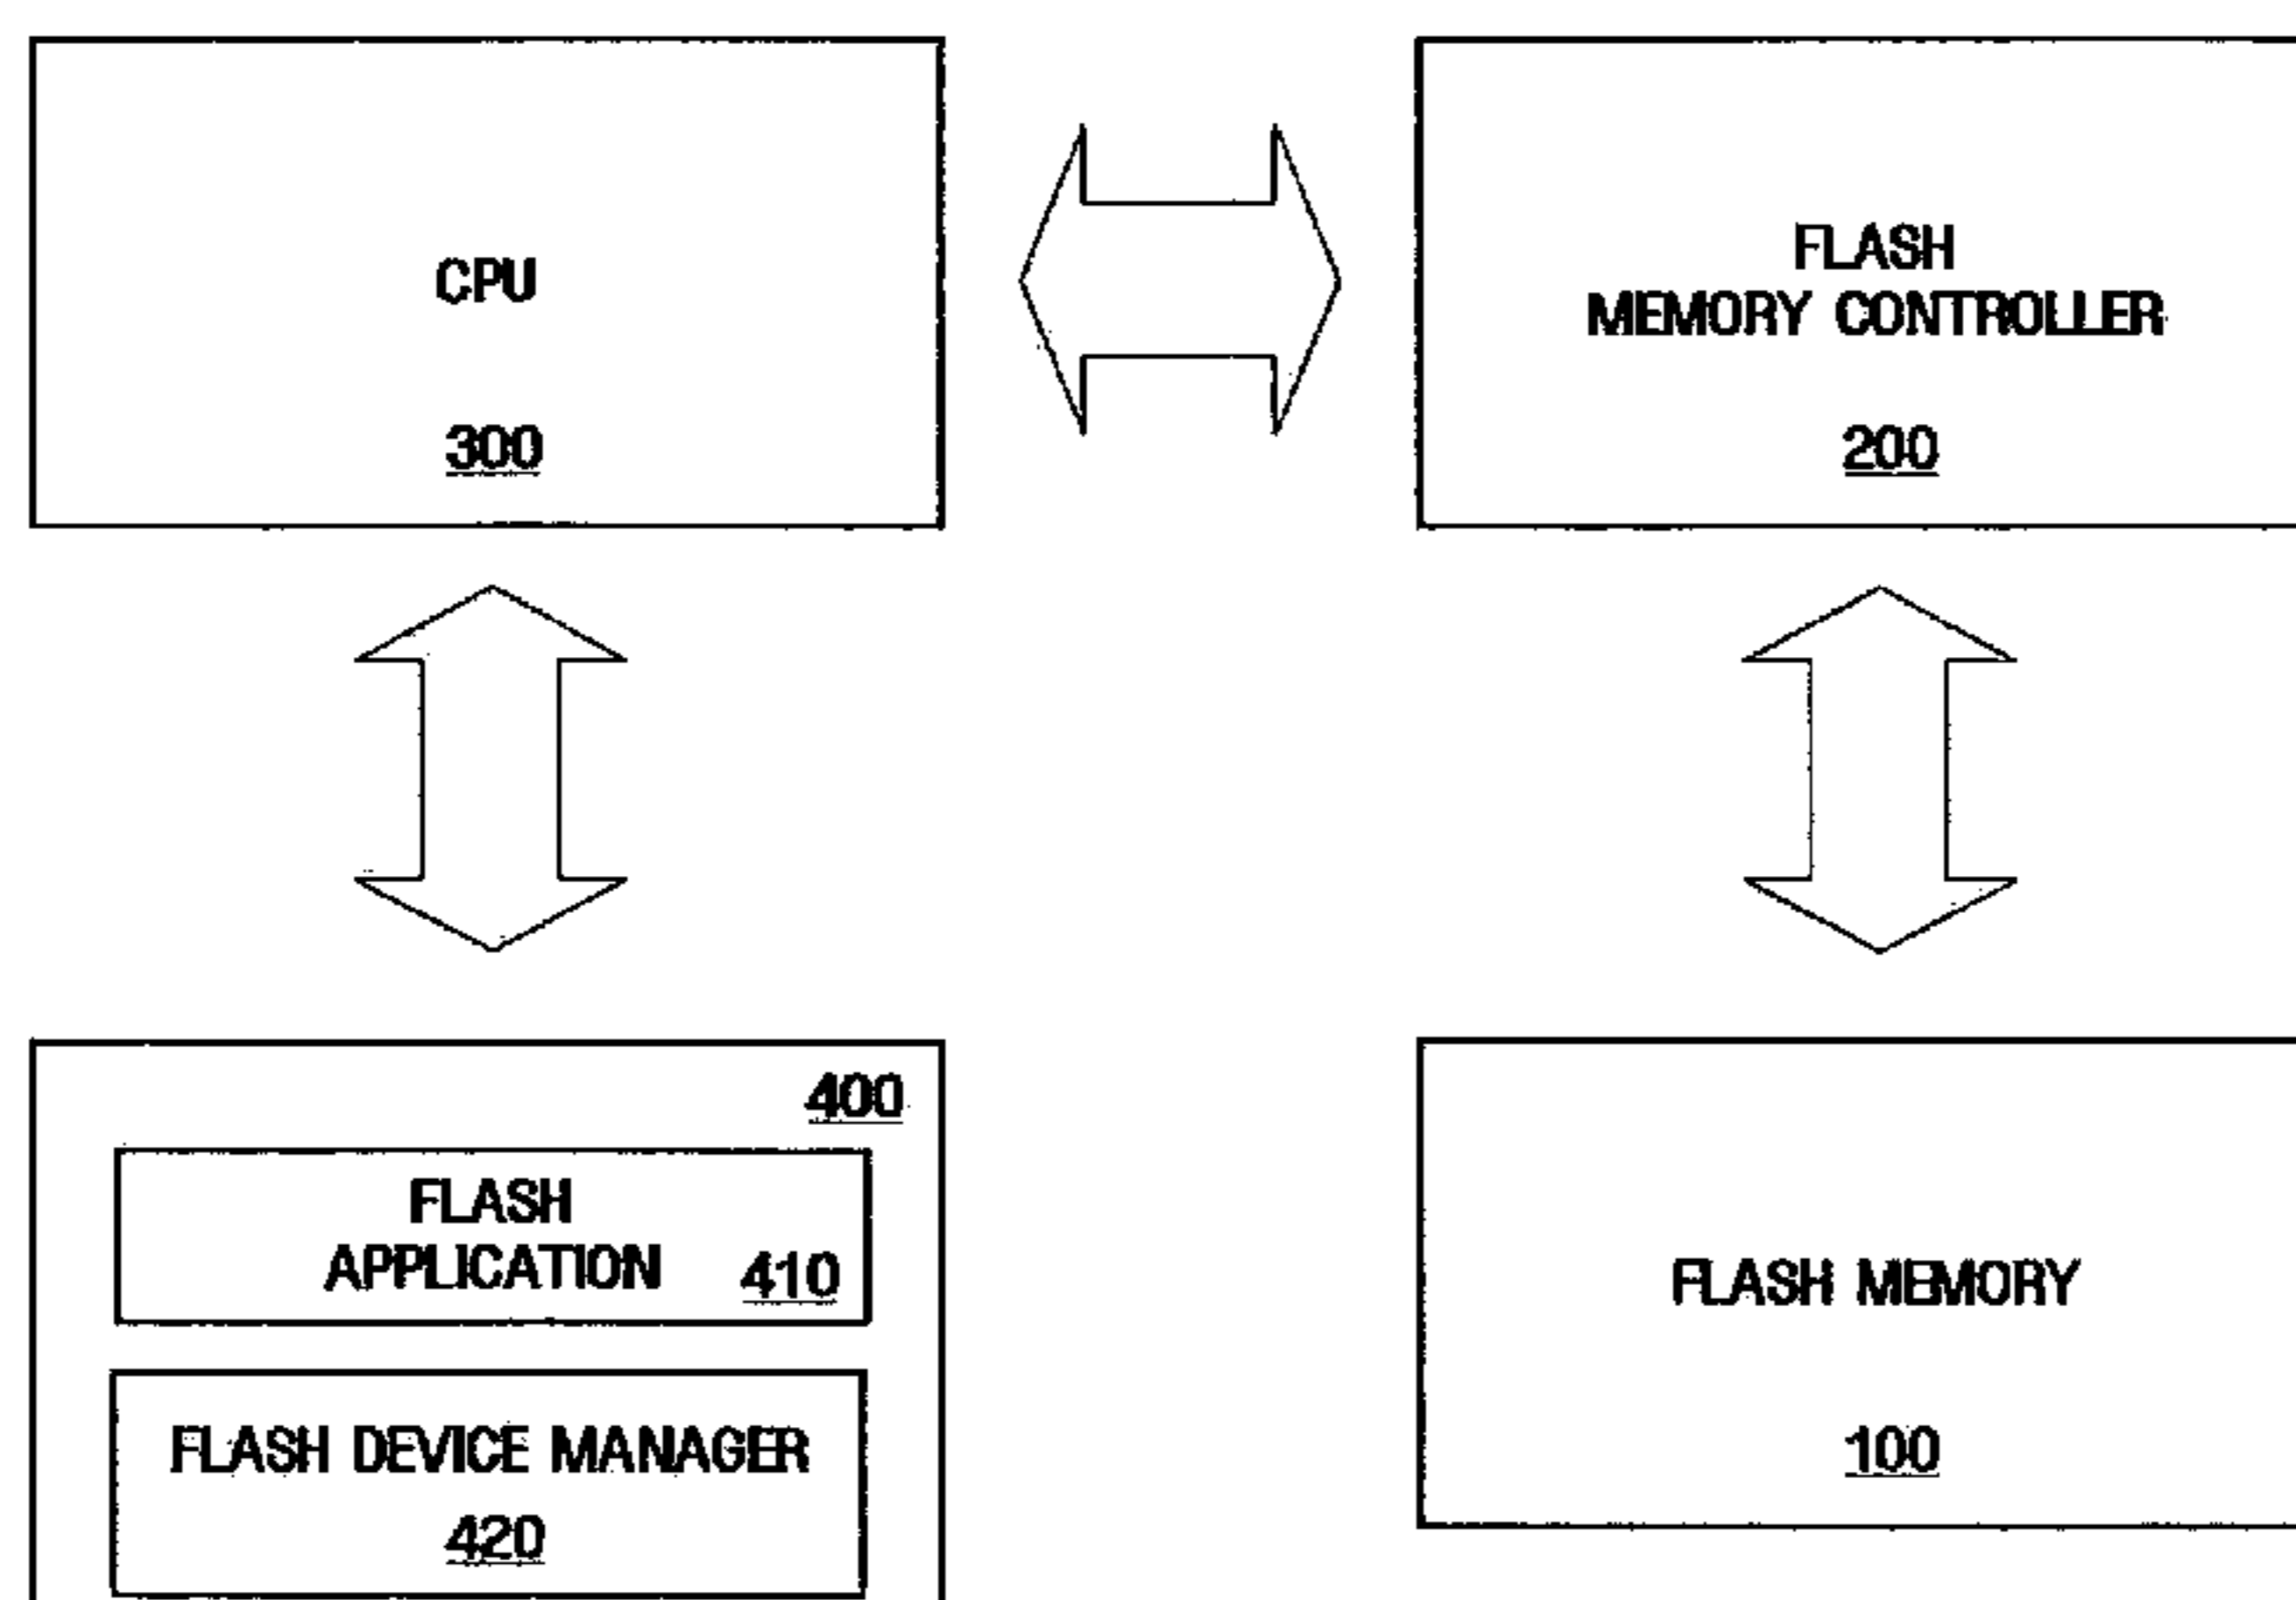 CPU
300
FLASH
MEMORY CONTROLLER
200
400
FLASH
APPLICATION
410
FLASH DEVICE MANAGER
420
FLASH MEMORY
100